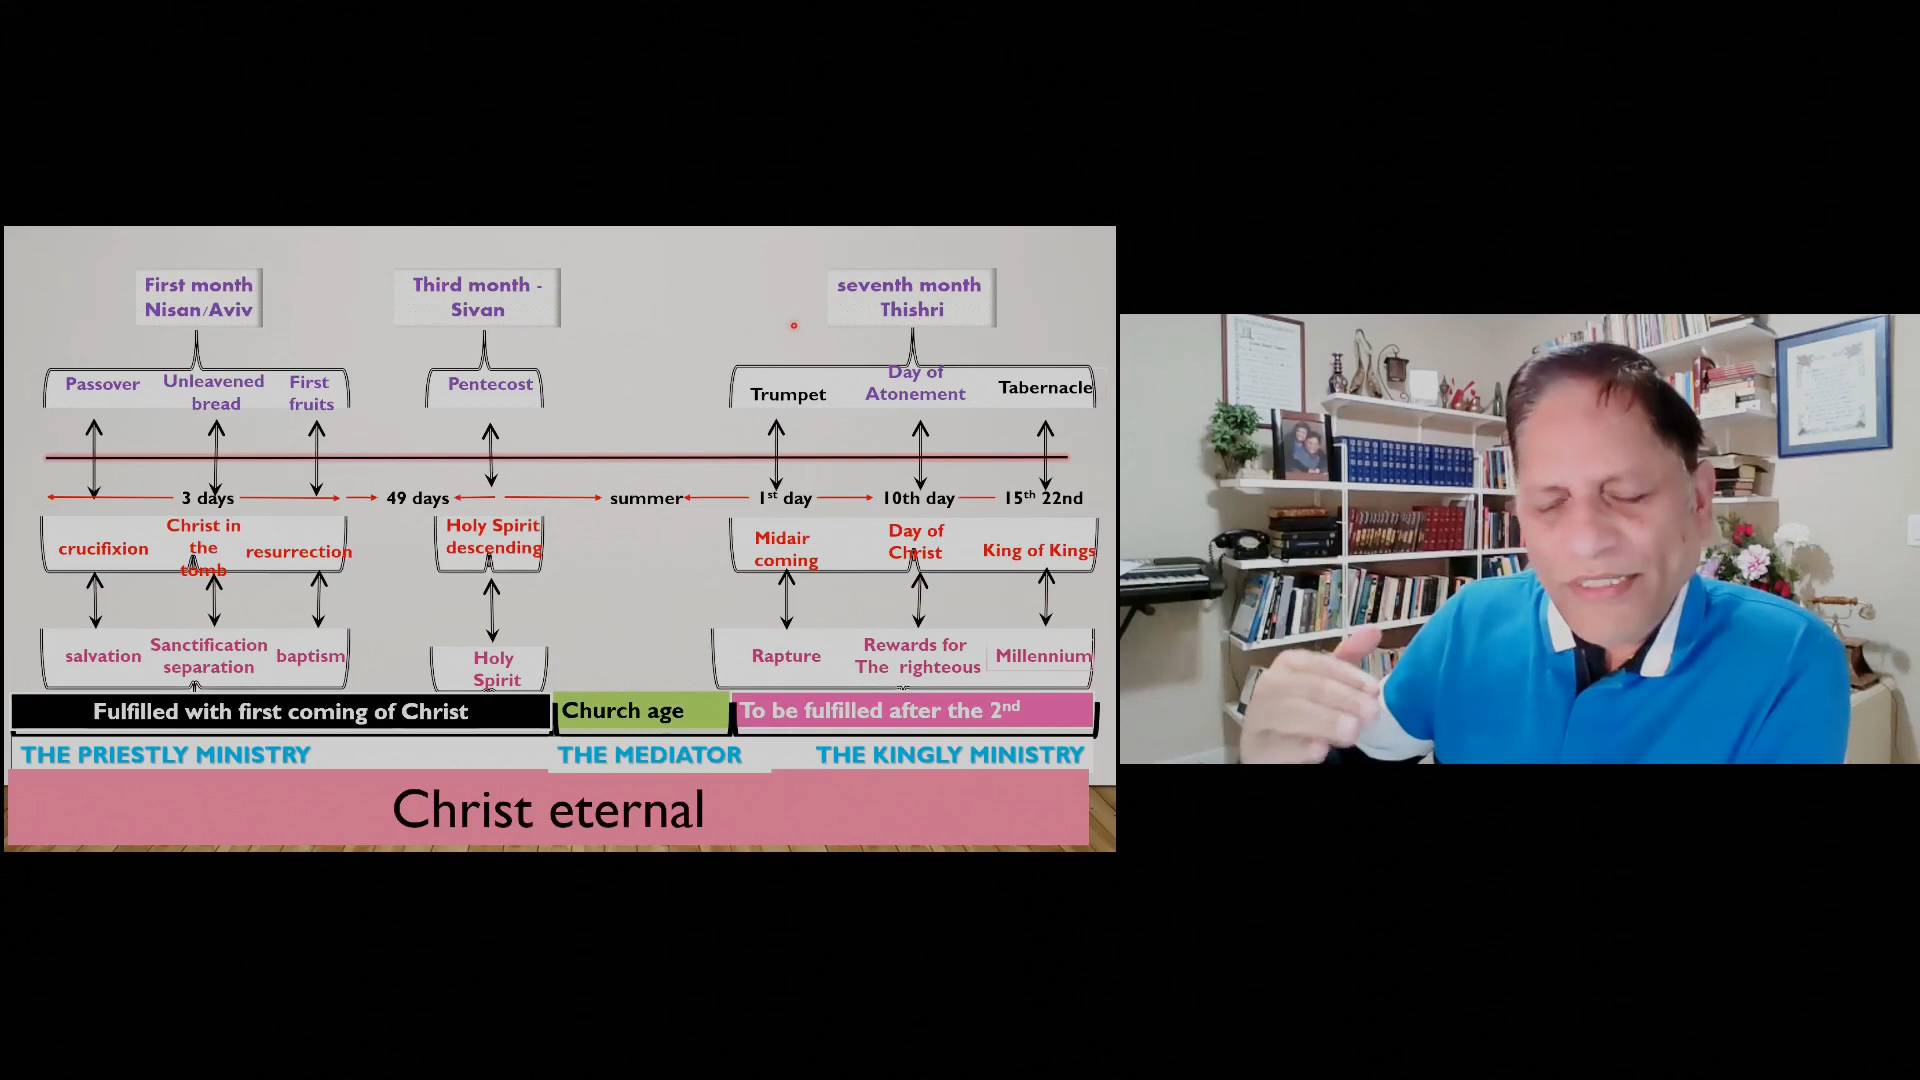 First month
Nisan/Aviv
Third month -
Sivan
seventh month
Thishri
Passover
Unleavened
bread
First
fruits
Pentecost
Trumpet
Day of
Atonement
Tabernacle
3 days
49 days
summer
1st day
10th day
15th 22nd
crucifixion
Christ in
the
tomb
resurrection
Holy Spirit
descending
Midair
coming
Day of
Christ
King of Kings
salvation
Sanctification
separation
baptism
Holy
Spirit
Rapture
Rewards for
The righteous
Millennium
Fulfilled with first coming of Christ
Church age
To be fulfilled after the 2nd
THE PRIESTLY MINISTRY
THE MEDIATOR
THE KINGLY MINISTRY
Christ eternal